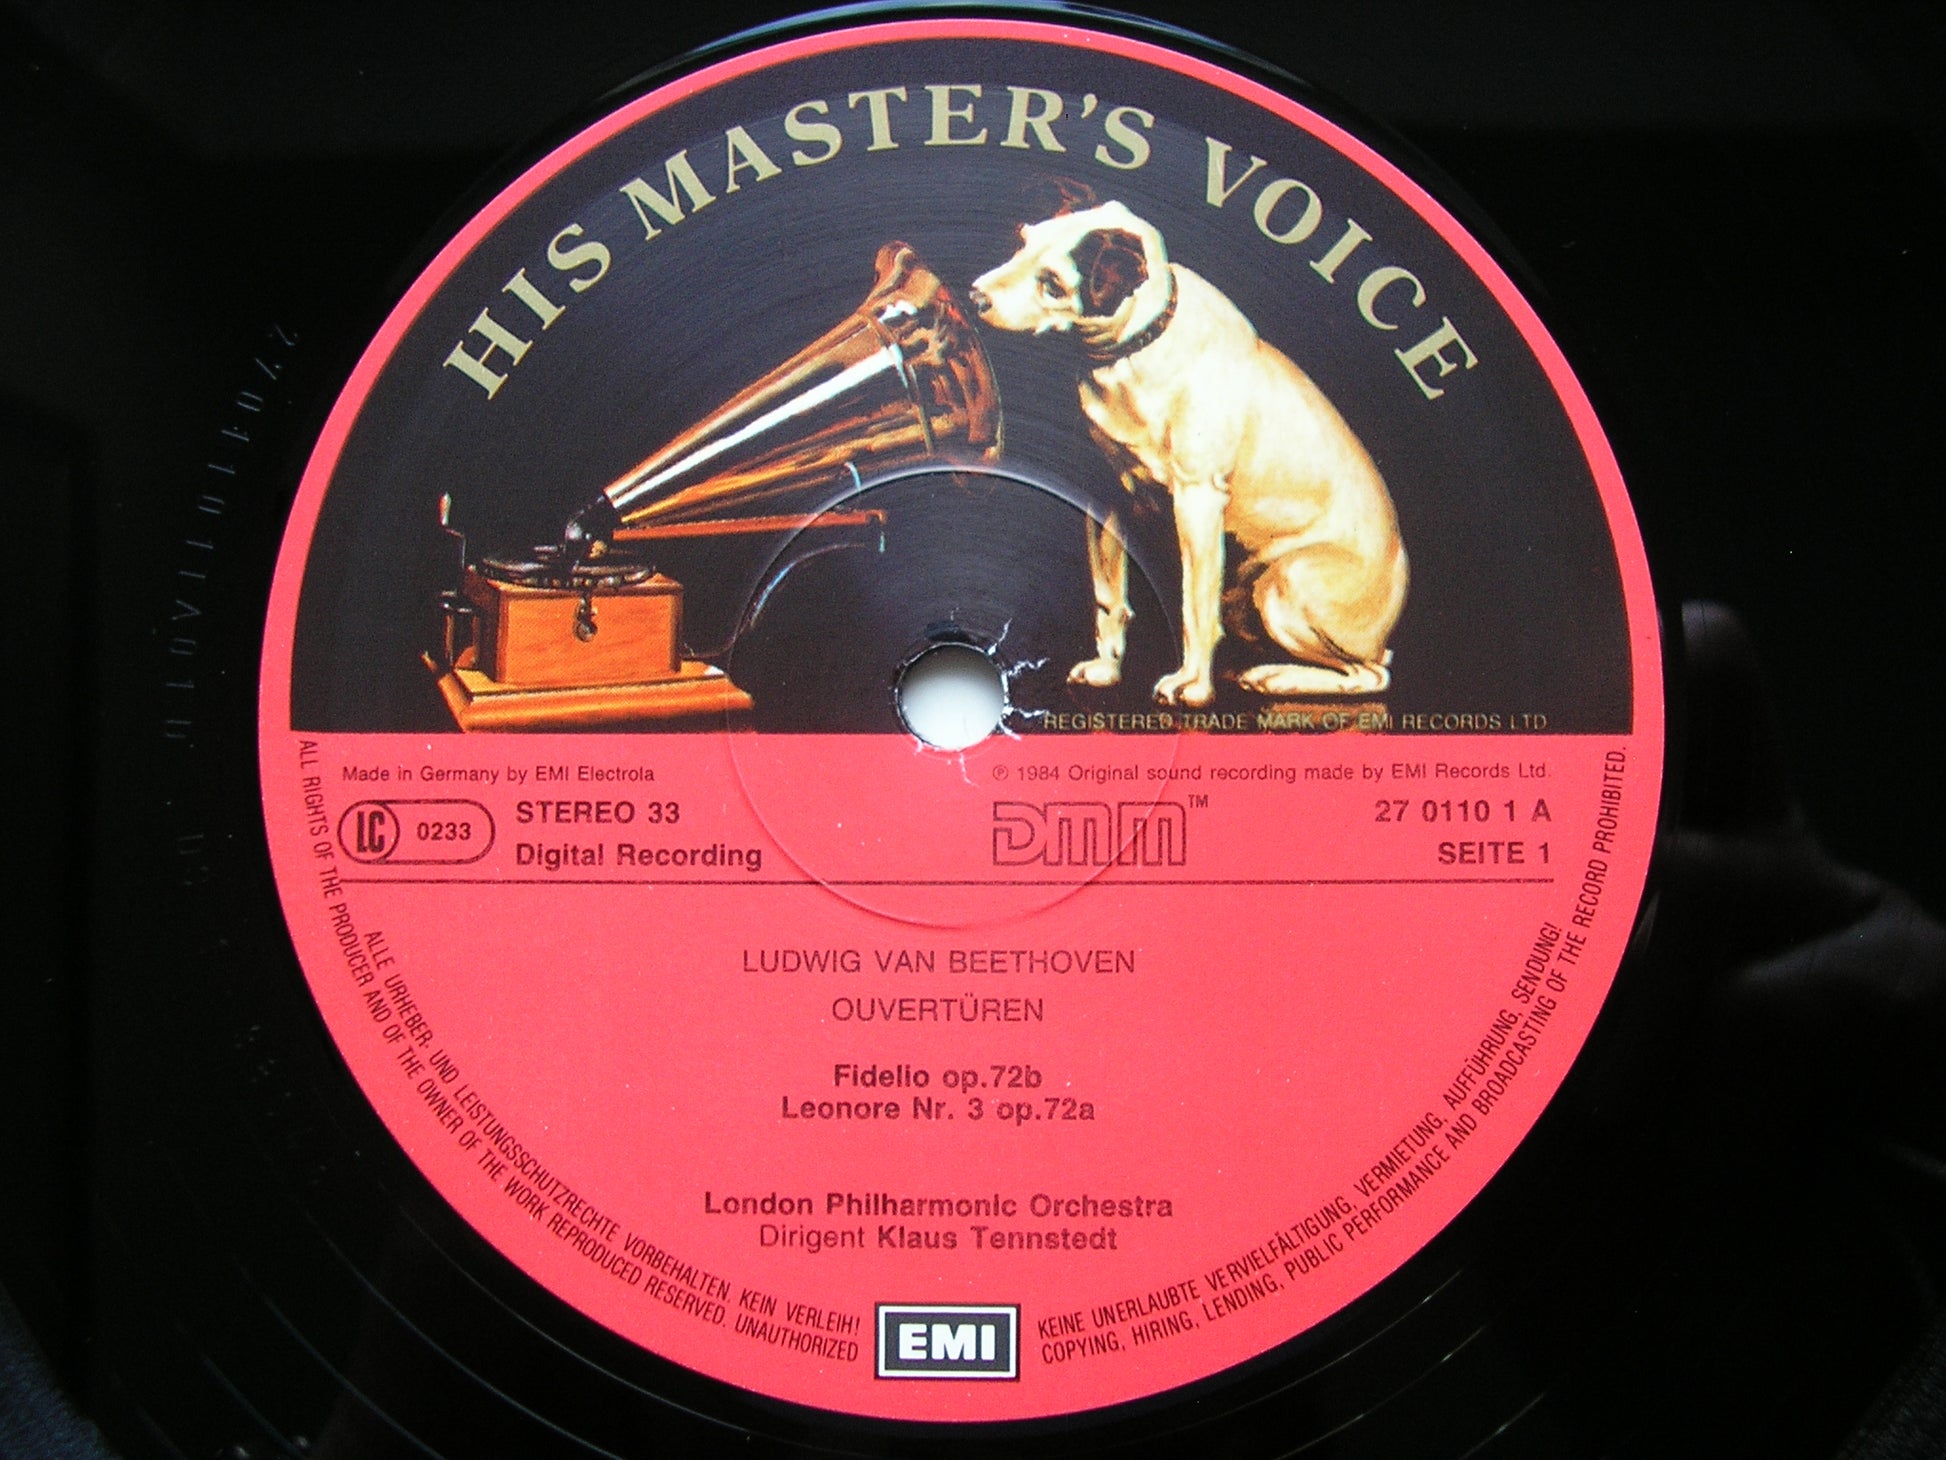 HIS MASTER'S VOICE
REGISTERED TRADE MARK OF EMI RECORDS LTD
Made in Germany by EMI Electrola
℗ 1984 Original sound recording made by EMI Records Ltd.
LC 0233
STEREO 33
Digital Recording
DMM™
27 0110 1 A
SEITE 1
LUDWIG VAN BEETHOVEN
OUVERTÜREN
Fidelio op.72b
Leonore Nr. 3 op.72a
London Philharmonic Orchestra
Dirigent Klaus Tennstedt
EMI
ALLE URHEBER- UND LEISTUNGSSCHUTZRECHTE VORBEHALTEN. KEIN VERLEIH!
KEINE UNERLAUBTE VERVIELFÄLTIGUNG, VERMIETUNG, AUFFÜHRUNG, SENDUNG!
ALL RIGHTS OF THE PRODUCER AND OF THE OWNER OF THE WORK REPRODUCED RESERVED. UNAUTHORIZED
COPYING, HIRING, LENDING, PUBLIC PERFORMANCE AND BROADCASTING OF THE RECORD PROHIBITED.